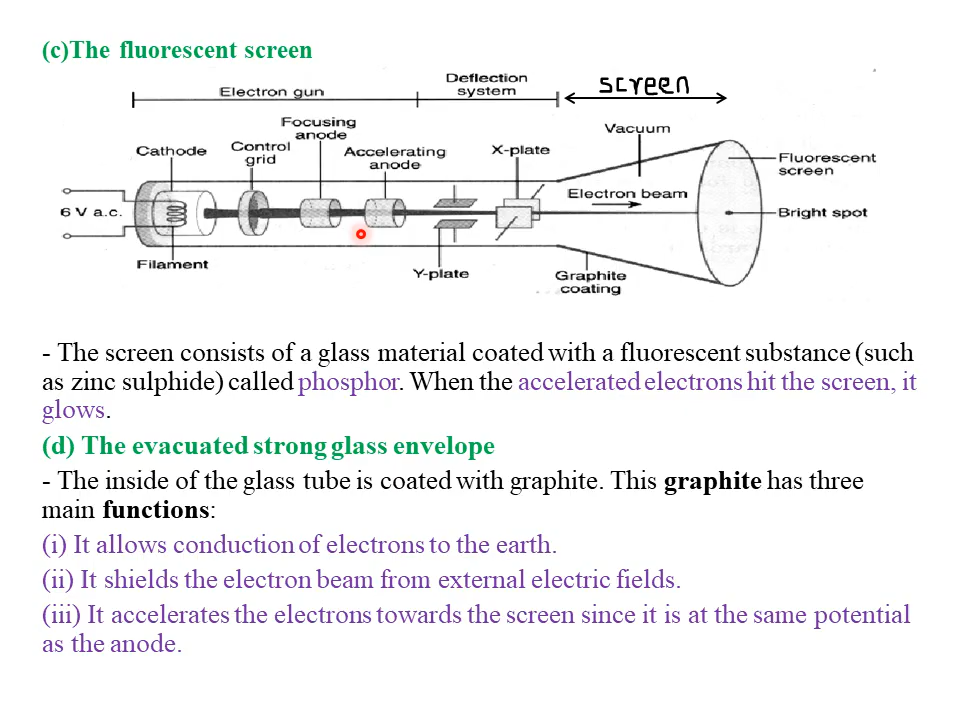 (c)The fluorescent screen
Electron gun
Deflection
system
screen
Focusing
anode
Vacuum
Cathode
Control
grid
Accelerating
anode
X-plate
Fluorescent
screen
Electron beam
6 V a.c.
Bright spot
Filament
Y-plate
Graphite
coating
- The screen consists of a glass material coated with a fluorescent substance (such
as zinc sulphide) called phosphor. When the accelerated electrons hit the screen, it
glows.
(d) The evacuated strong glass envelope
- The inside of the glass tube is coated with graphite. This graphite has three
main functions:
(i) It allows conduction of electrons to the earth.
(ii) It shields the electron beam from external electric fields.
(iii) It accelerates the electrons towards the screen since it is at the same potential
as the anode.